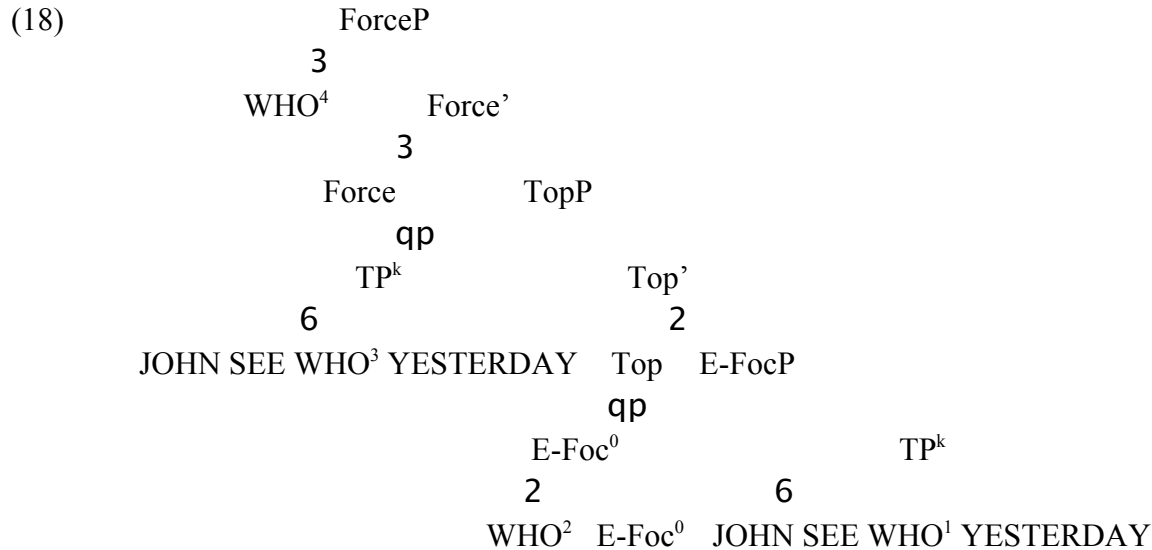 (18) ForceP
3
WHO⁴ Force’
3
Force TopP
qp
TPᵏ Top’
6 2
JOHN SEE WHO³ YESTERDAY Top E-FocP
qp
E-Foc⁰ TPᵏ
2 6
WHO² E-Foc⁰ JOHN SEE WHO¹ YESTERDAY